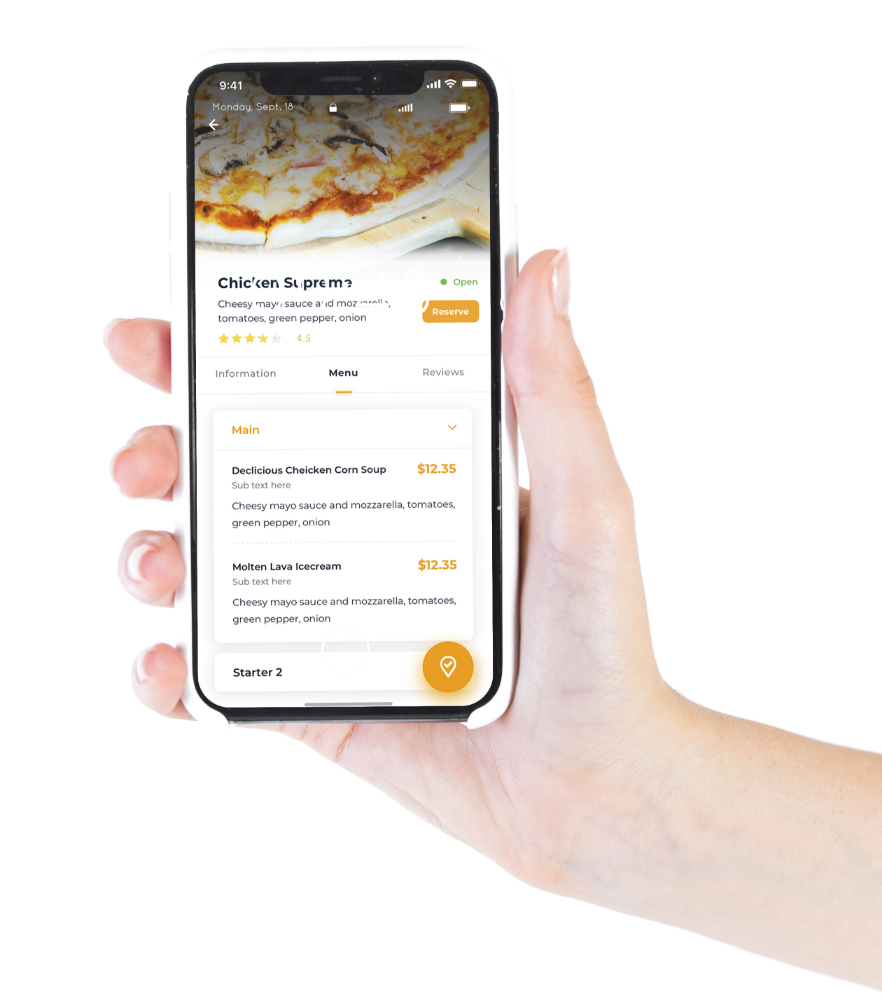 9:41
Monday, Sept. 18
Chicken Supreme
Open
Cheesy mayo sauce and mozzarella,
tomatoes, green pepper, onion
Reserve
4.5
Information Menu Reviews
Main
Declicious Cheicken Corn Soup $12.35
Sub text here
Cheesy mayo sauce and mozzarella, tomatoes,
green pepper, onion
Molten Lava Icecream $12.35
Sub text here
Cheesy mayo sauce and mozzarella, tomatoes,
green pepper, onion
Starter 2